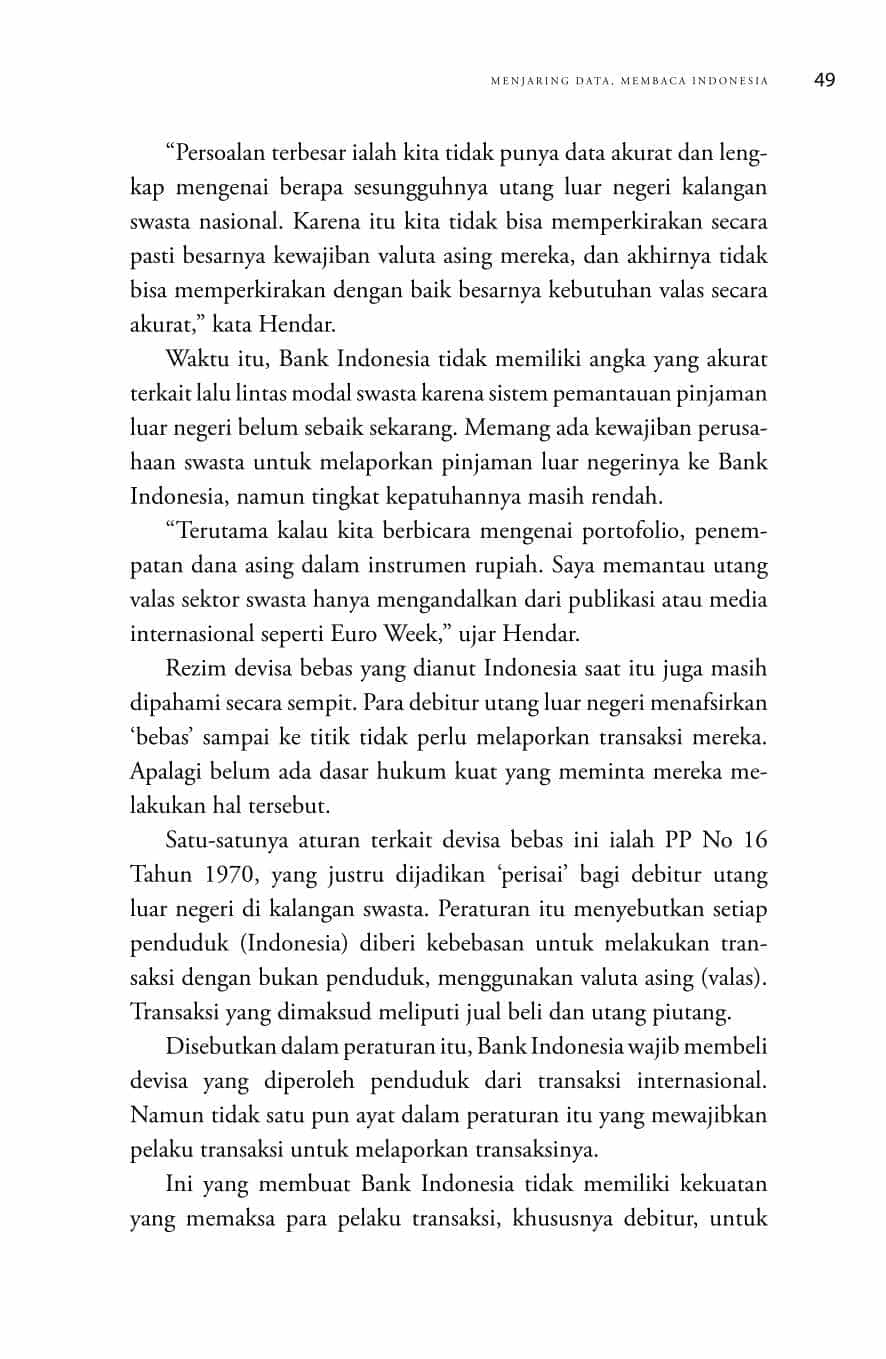 MENJARING DATA, MEMBACA INDONESIA 49
“Persoalan terbesar ialah kita tidak punya data akurat dan leng-
kap mengenai berapa sesungguhnya utang luar negeri kalangan
swasta nasional. Karena itu kita tidak bisa memperkirakan secara
pasti besarnya kewajiban valuta asing mereka, dan akhirnya tidak
bisa memperkirakan dengan baik besarnya kebutuhan valas secara
akurat,” kata Hendar.
Waktu itu, Bank Indonesia tidak memiliki angka yang akurat
terkait lalu lintas modal swasta karena sistem pemantauan pinjaman
luar negeri belum sebaik sekarang. Memang ada kewajiban perusa-
haan swasta untuk melaporkan pinjaman luar negerinya ke Bank
Indonesia, namun tingkat kepatuhannya masih rendah.
“Terutama kalau kita berbicara mengenai portofolio, penem-
patan dana asing dalam instrumen rupiah. Saya memantau utang
valas sektor swasta hanya mengandalkan dari publikasi atau media
internasional seperti Euro Week,” ujar Hendar.
Rezim devisa bebas yang dianut Indonesia saat itu juga masih
dipahami secara sempit. Para debitur utang luar negeri menafsirkan
‘bebas’ sampai ke titik tidak perlu melaporkan transaksi mereka.
Apalagi belum ada dasar hukum kuat yang meminta mereka me-
lakukan hal tersebut.
Satu-satunya aturan terkait devisa bebas ini ialah PP No 16
Tahun 1970, yang justru dijadikan ‘perisai’ bagi debitur utang
luar negeri di kalangan swasta. Peraturan itu menyebutkan setiap
penduduk (Indonesia) diberi kebebasan untuk melakukan tran-
saksi dengan bukan penduduk, menggunakan valuta asing (valas).
Transaksi yang dimaksud meliputi jual beli dan utang piutang.
Disebutkan dalam peraturan itu, Bank Indonesia wajib membeli
devisa yang diperoleh penduduk dari transaksi internasional.
Namun tidak satu pun ayat dalam peraturan itu yang mewajibkan
pelaku transaksi untuk melaporkan transaksinya.
Ini yang membuat Bank Indonesia tidak memiliki kekuatan
yang memaksa para pelaku transaksi, khususnya debitur, untuk